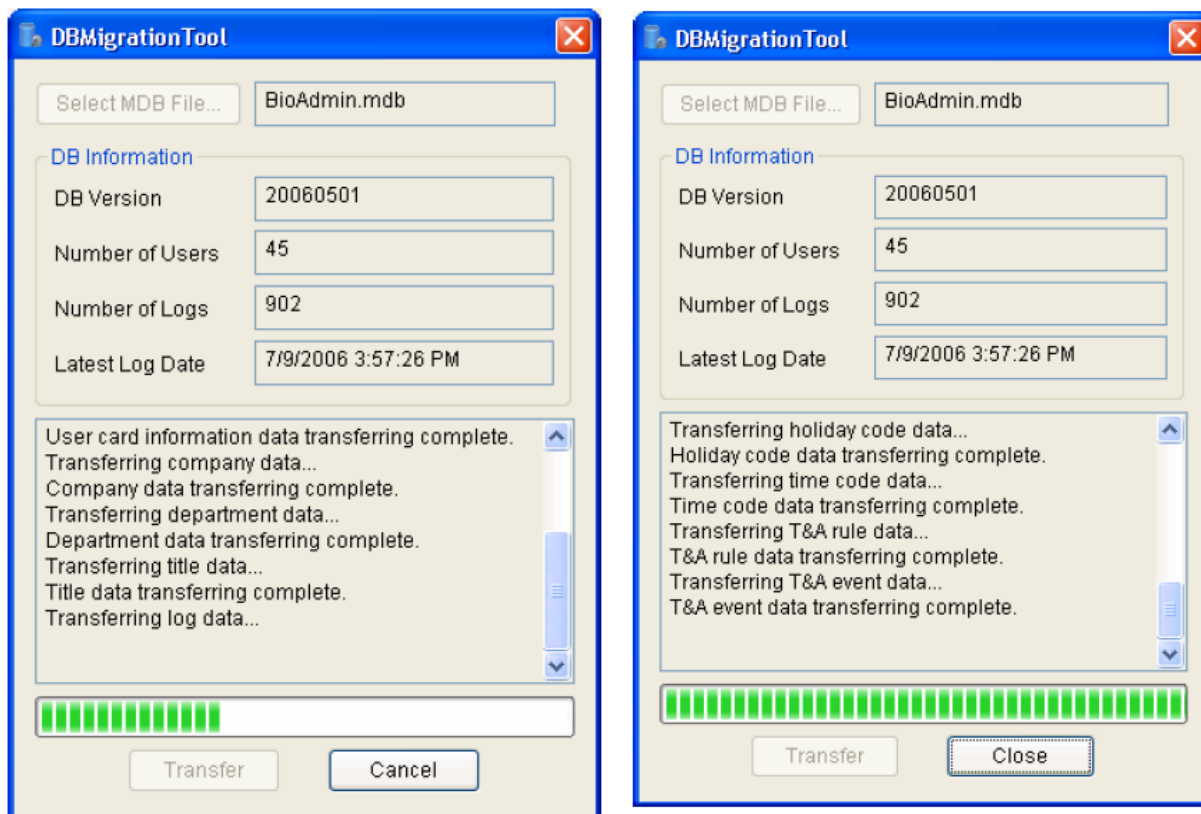 DBMigrationTool
Select MDB File...
BioAdmin.mdb
DB Information
DB Version
20060501
Number of Users
45
Number of Logs
902
Latest Log Date
7/9/2006 3:57:26 PM
User card information data transferring complete.
Transferring company data...
Company data transferring complete.
Transferring department data...
Department data transferring complete.
Transferring title data...
Title data transferring complete.
Transferring log data...
Transfer
Cancel
DBMigrationTool
Select MDB File...
BioAdmin.mdb
DB Information
DB Version
20060501
Number of Users
45
Number of Logs
902
Latest Log Date
7/9/2006 3:57:26 PM
Transferring holiday code data...
Holiday code data transferring complete.
Transferring time code data...
Time code data transferring complete.
Transferring T&A rule data...
T&A rule data transferring complete.
Transferring T&A event data...
T&A event data transferring complete.
Transfer
Close